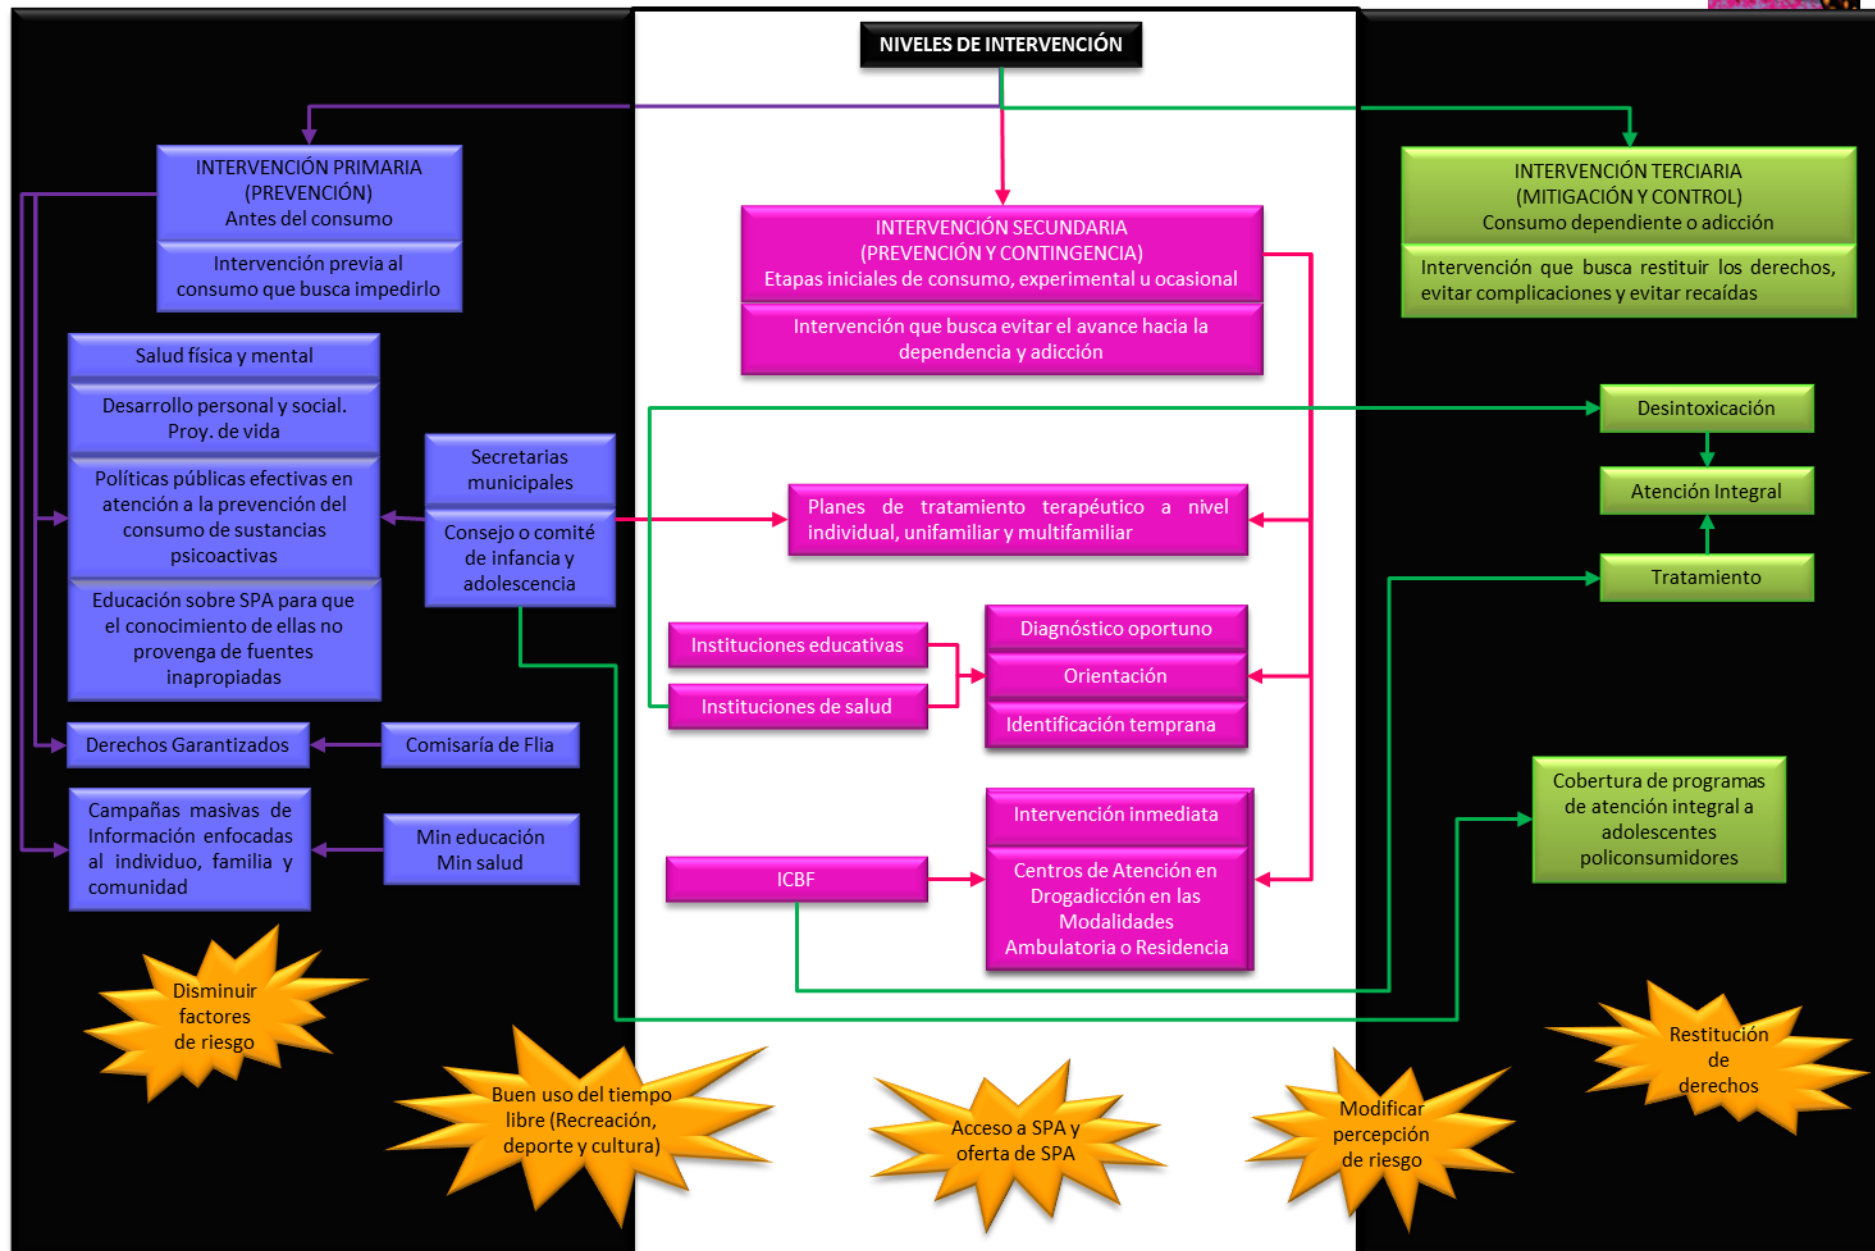 NIVELES DE INTERVENCIÓN
INTERVENCIÓN PRIMARIA
(PREVENCIÓN)
Antes del consumo
Intervención previa al
consumo que busca impedirlo
Salud física y mental
Desarrollo personal y social.
Proy. de vida
Políticas públicas efectivas en
atención a la prevención del
consumo de sustancias
psicoactivas
Educación sobre SPA para que
el conocimiento de ellas no
provenga de fuentes
inapropiadas
Secretarias
municipales
Consejo o comité
de infancia y
adolescencia
Derechos Garantizados
Comisaría de Flia
Campañas masivas de
Información enfocadas
al individuo, familia y
comunidad
Min educación
Min salud
INTERVENCIÓN SECUNDARIA
(PREVENCIÓN Y CONTINGENCIA)
Etapas iniciales de consumo, experimental u ocasional
Intervención que busca evitar el avance hacia la
dependencia y adicción
Planes de tratamiento terapéutico a nivel
individual, unifamiliar y multifamiliar
Instituciones educativas
Instituciones de salud
Diagnóstico oportuno
Orientación
Identificación temprana
ICBF
Intervención inmediata
Centros de Atención en
Drogadicción en las
Modalidades
Ambulatoria o Residencia
INTERVENCIÓN TERCIARIA
(MITIGACIÓN Y CONTROL)
Consumo dependiente o adicción
Intervención que busca restituir los derechos,
evitar complicaciones y evitar recaídas
Desintoxicación
Atención Integral
Tratamiento
Cobertura de programas
de atención integral a
adolescentes
policonsumidores
Disminuir
factores
de riesgo
Buen uso del tiempo
libre (Recreación,
deporte y cultura)
Acceso a SPA y
oferta de SPA
Modificar
percepción
de riesgo
Restitución
de
derechos